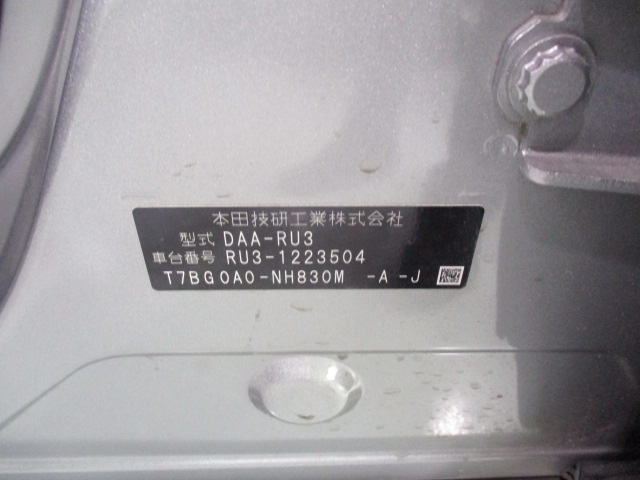 本田技研工業株式会社
型式 DAA-RU3
車台番号 RU3-1223504
T7BG0A0-NH830M -A -J